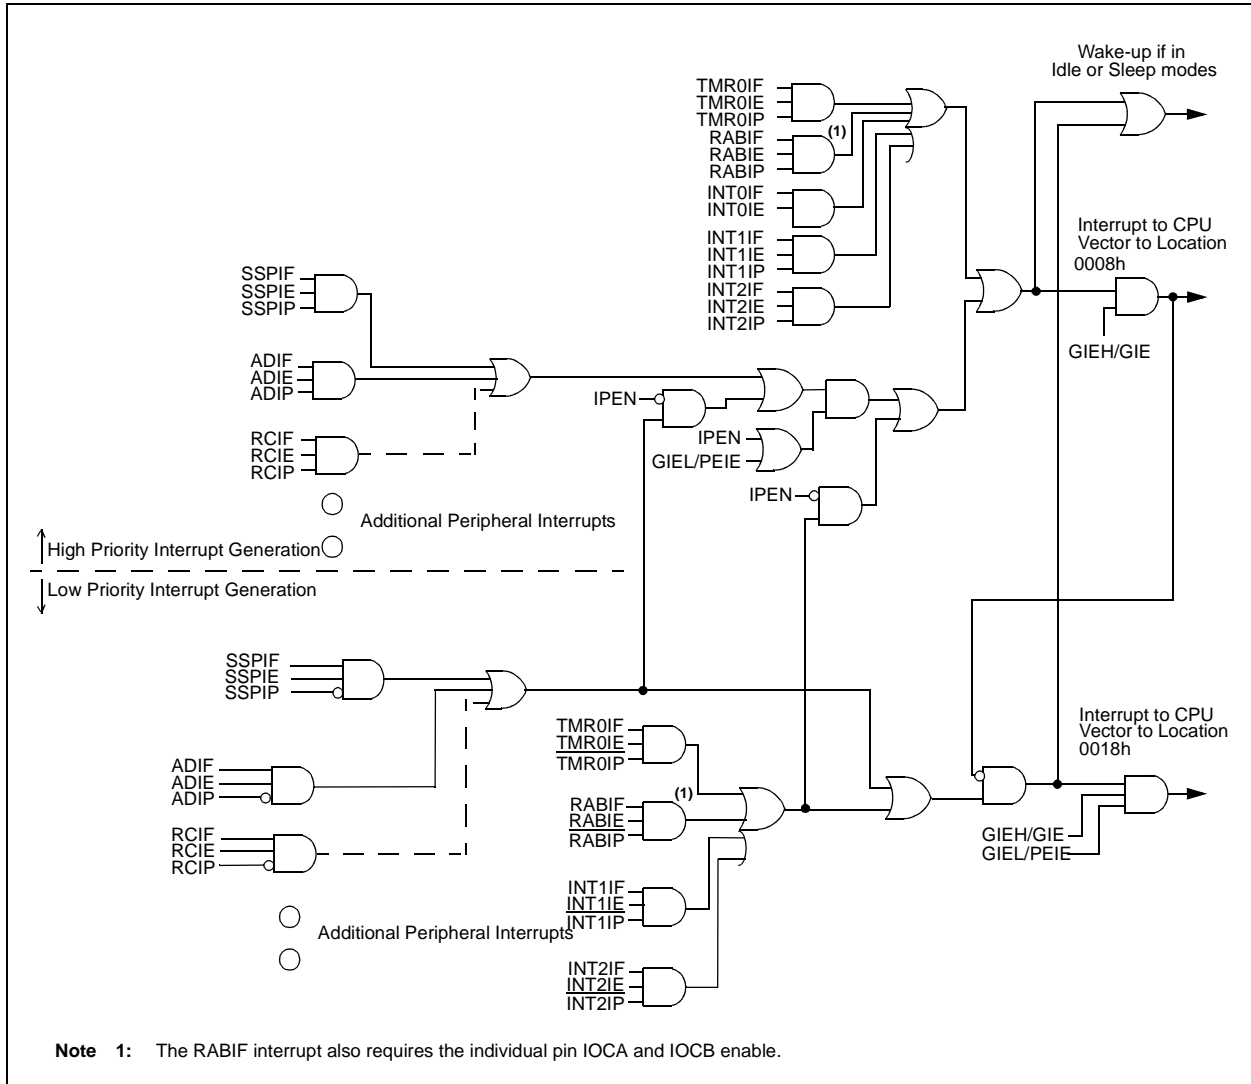 Wake-up if in
Idle or Sleep modes
TMR0IF
TMR0IE
TMR0IP
(1)
RABIF
RABIE
RABIP
INT0IF
INT0IE
INT1IF
INT1IE
INT1IP
INT2IF
INT2IE
INT2IP
Interrupt to CPU
Vector to Location
0008h
GIEH/GIE
SSPIF
SSPIE
SSPIP
ADIF
ADIE
ADIP
RCIF
RCIE
RCIP
IPEN
IPEN
GIEL/PEIE
IPEN
Additional Peripheral Interrupts
High Priority Interrupt Generation
Low Priority Interrupt Generation
SSPIF
SSPIE
SSPIP
ADIF
ADIE
ADIP
RCIF
RCIE
RCIP
Additional Peripheral Interrupts
TMR0IF
TMR0IE
TMR0IP
(1)
RABIF
RABIE
RABIP
INT1IF
INT1IE
INT1IP
INT2IF
INT2IE
INT2IP
Interrupt to CPU
Vector to Location
0018h
GIEH/GIE
GIEL/PEIE
Note 1: The RABIF interrupt also requires the individual pin IOCA and IOCB enable.